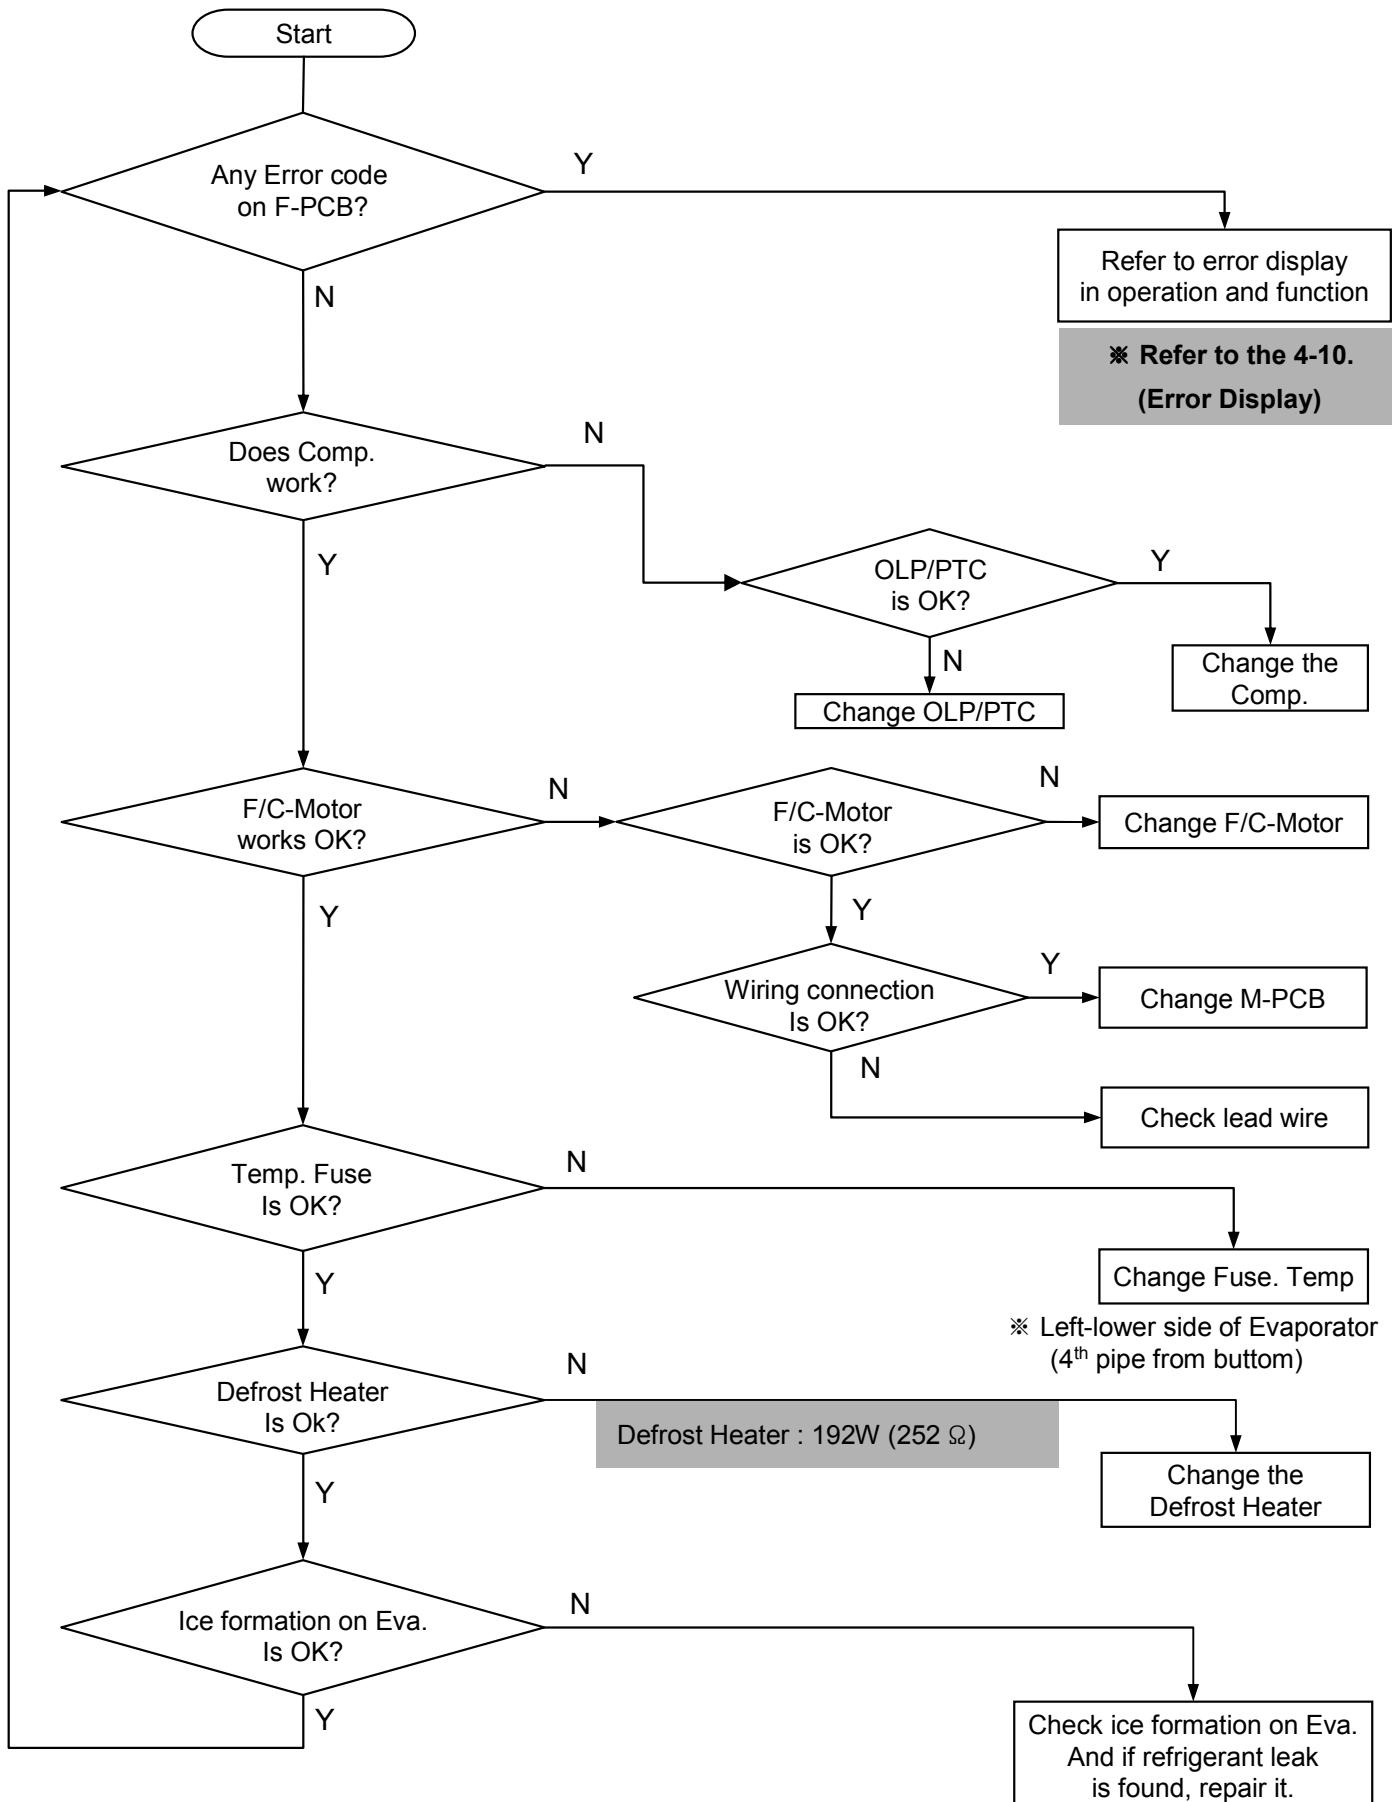 Start
Any Error code
on F-PCB?
Y
N
Refer to error display
in operation and function
※ Refer to the 4-10.
(Error Display)
Does Comp.
work?
N
Y
OLP/PTC
is OK?
Y
N
Change the
Comp.
Change OLP/PTC
F/C-Motor
works OK?
N
Y
F/C-Motor
is OK?
N
Y
Change F/C-Motor
Wiring connection
Is OK?
Y
N
Change M-PCB
Check lead wire
Temp. Fuse
Is OK?
N
Y
Change Fuse. Temp
※ Left-lower side of Evaporator
(4th pipe from buttom)
Defrost Heater
Is Ok?
N
Y
Defrost Heater : 192W (252 Ω)
Change the
Defrost Heater
Ice formation on Eva.
Is OK?
N
Y
Check ice formation on Eva.
And if refrigerant leak
is found, repair it.